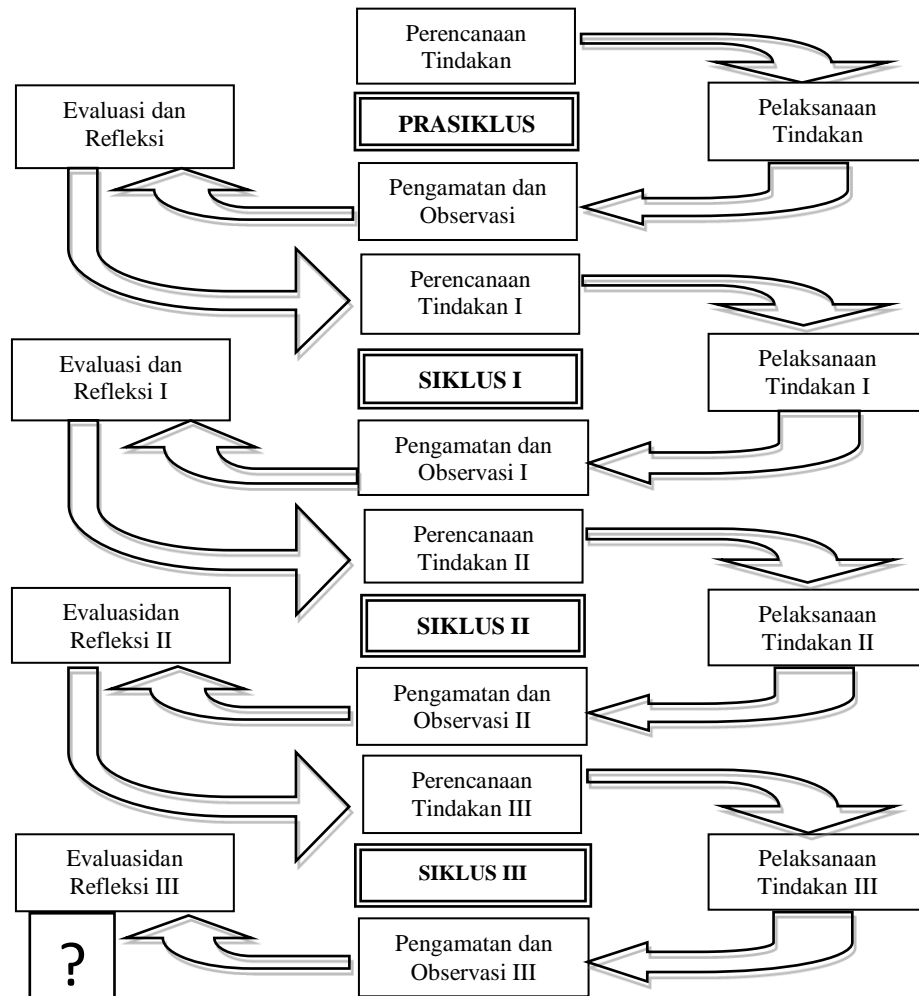 Perencanaan
Tindakan
Evaluasi dan
Refleksi
PRASIKLUS
Pelaksanaan
Tindakan
Pengamatan dan
Observasi
Perencanaan
Tindakan I
Evaluasi dan
Refleksi I
SIKLUS I
Pelaksanaan
Tindakan I
Pengamatan dan
Observasi I
Perencanaan
Tindakan II
Evaluasidan
Refleksi II
SIKLUS II
Pelaksanaan
Tindakan II
Pengamatan dan
Observasi II
Perencanaan
Tindakan III
Evaluasidan
Refleksi III
SIKLUS III
Pelaksanaan
Tindakan III
Pengamatan dan
Observasi III
?